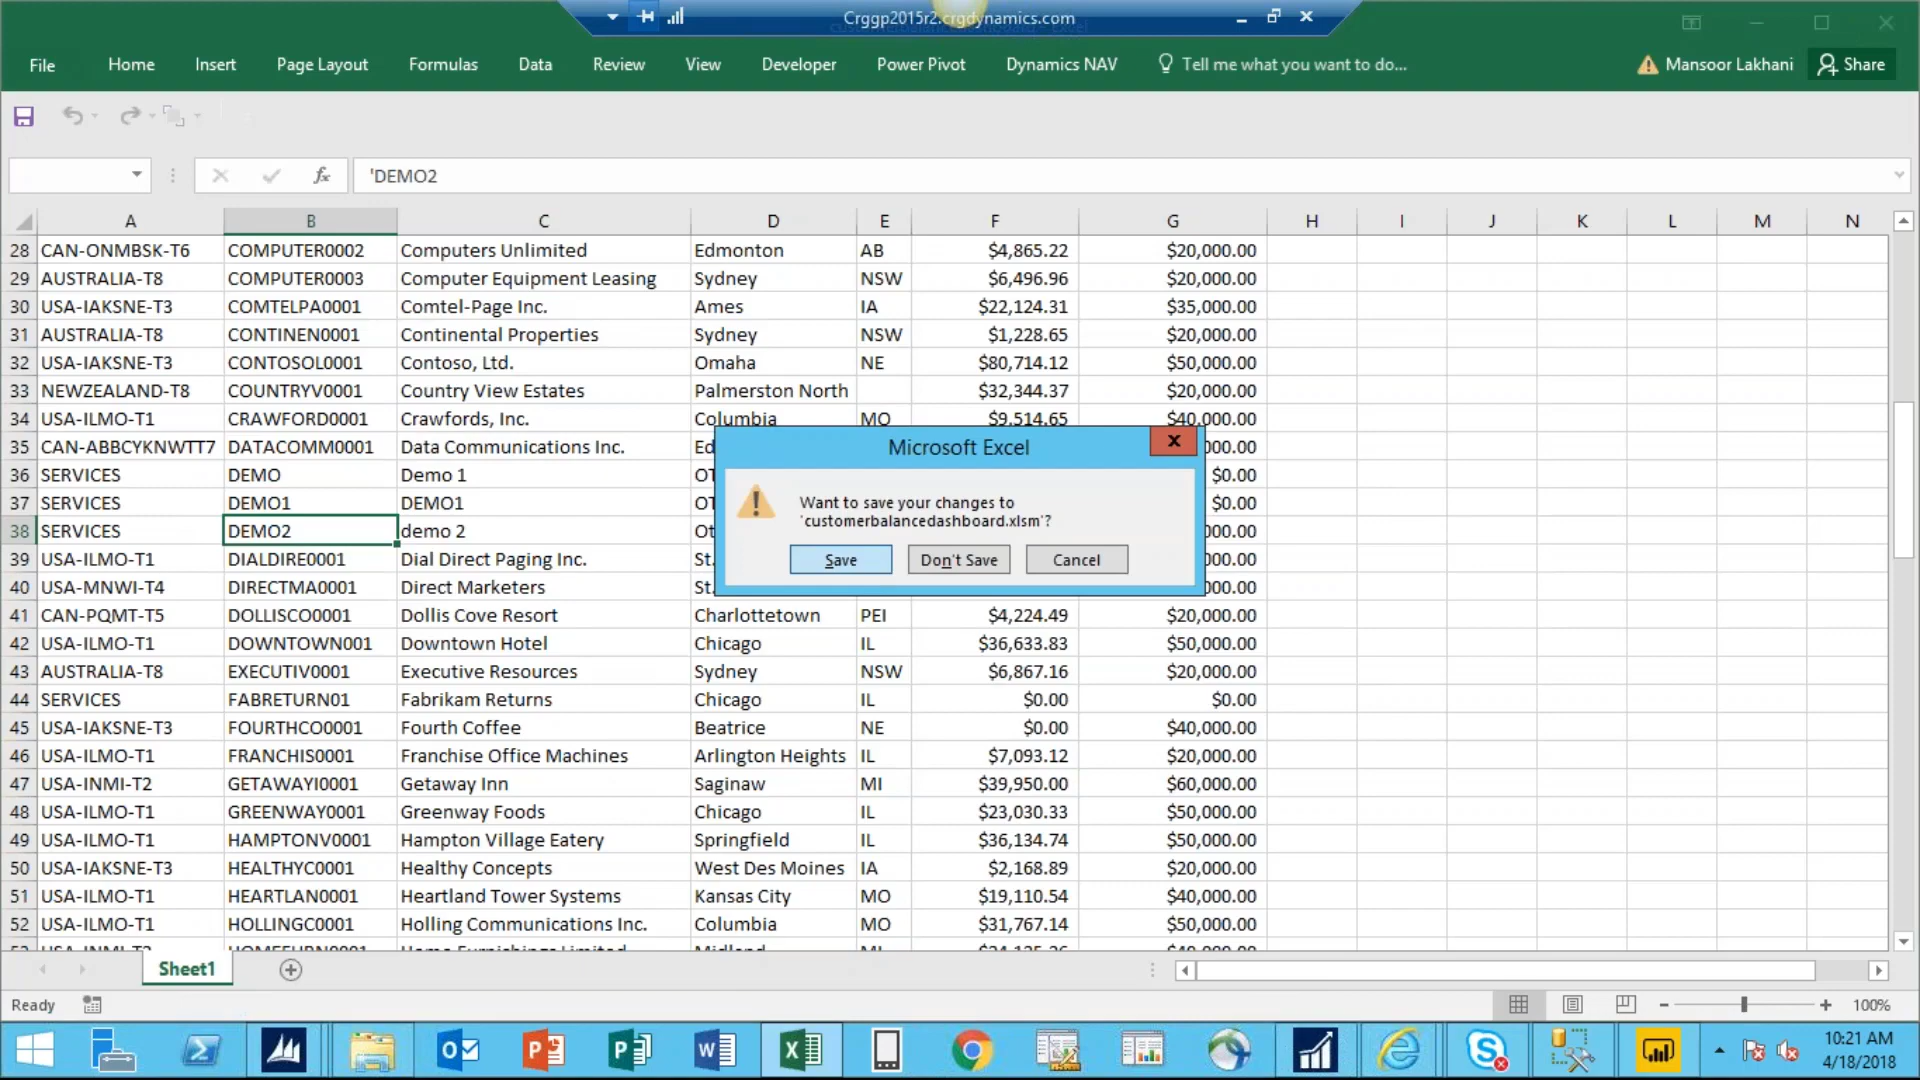 Crggp2015r2.crgdynamics.com
File Home Insert Page Layout Formulas Data Review View Developer Power Pivot Dynamics NAV Tell me what you want to do... Mansoor Lakhani Share
fx 'DEMO2
A B C D E F G H I J K L M N
28 CAN-ONMBSK-T6 COMPUTER0002 Computers Unlimited Edmonton AB $4,865.22 $20,000.00
29 AUSTRALIA-T8 COMPUTER0003 Computer Equipment Leasing Sydney NSW $6,496.96 $20,000.00
30 USA-IAKSNE-T3 COMTELPA0001 Comtel-Page Inc. Ames IA $22,124.31 $35,000.00
31 AUSTRALIA-T8 CONTINEN0001 Continental Properties Sydney NSW $1,228.65 $20,000.00
32 USA-IAKSNE-T3 CONTOSOL0001 Contoso, Ltd. Omaha NE $80,714.12 $50,000.00
33 NEWZEALAND-T8 COUNTRYV0001 Country View Estates Palmerston North $32,344.37 $20,000.00
34 USA-ILMO-T1 CRAWFORD0001 Crawfords, Inc. Columbia MO $9,514.65 $40,000.00
35 CAN-ABBCYKNWTT7 DATACOMM0001 Data Communications Inc. Ed 000.00
36 SERVICES DEMO Demo 1 OT $0.00
37 SERVICES DEMO1 DEMO1 OT $0.00
38 SERVICES DEMO2 demo 2 Ot 000.00
39 USA-ILMO-T1 DIALDIRE0001 Dial Direct Paging Inc. St. 000.00
40 USA-MNWI-T4 DIRECTMA0001 Direct Marketers St. 000.00
Microsoft Excel
x
Want to save your changes to
'customerbalancedashboard.xlsm'?
Save Don't Save Cancel
41 CAN-PQMT-T5 DOLLISCO0001 Dollis Cove Resort Charlottetown PEI $4,224.49 $20,000.00
42 USA-ILMO-T1 DOWNTOWN001 Downtown Hotel Chicago IL $36,633.83 $50,000.00
43 AUSTRALIA-T8 EXECUTIV0001 Executive Resources Sydney NSW $6,867.16 $20,000.00
44 SERVICES FABRETURN01 Fabrikam Returns Chicago IL $0.00 $0.00
45 USA-IAKSNE-T3 FOURTHCO0001 Fourth Coffee Beatrice NE $0.00 $40,000.00
46 USA-ILMO-T1 FRANCHIS0001 Franchise Office Machines Arlington Heights IL $7,093.12 $20,000.00
47 USA-INMI-T2 GETAWAYI0001 Getaway Inn Saginaw MI $39,950.00 $60,000.00
48 USA-ILMO-T1 GREENWAY0001 Greenway Foods Chicago IL $23,030.33 $50,000.00
49 USA-ILMO-T1 HAMPTONV0001 Hampton Village Eatery Springfield IL $36,134.74 $50,000.00
50 USA-IAKSNE-T3 HEALTHYC0001 Healthy Concepts West Des Moines IA $2,168.89 $20,000.00
51 USA-ILMO-T1 HEARTLAN0001 Heartland Tower Systems Kansas City MO $19,110.54 $40,000.00
52 USA-ILMO-T1 HOLLINGC0001 Holling Communications Inc. Columbia MO $31,767.14 $50,000.00
Sheet1
Ready 100%
10:21 AM
4/18/2018